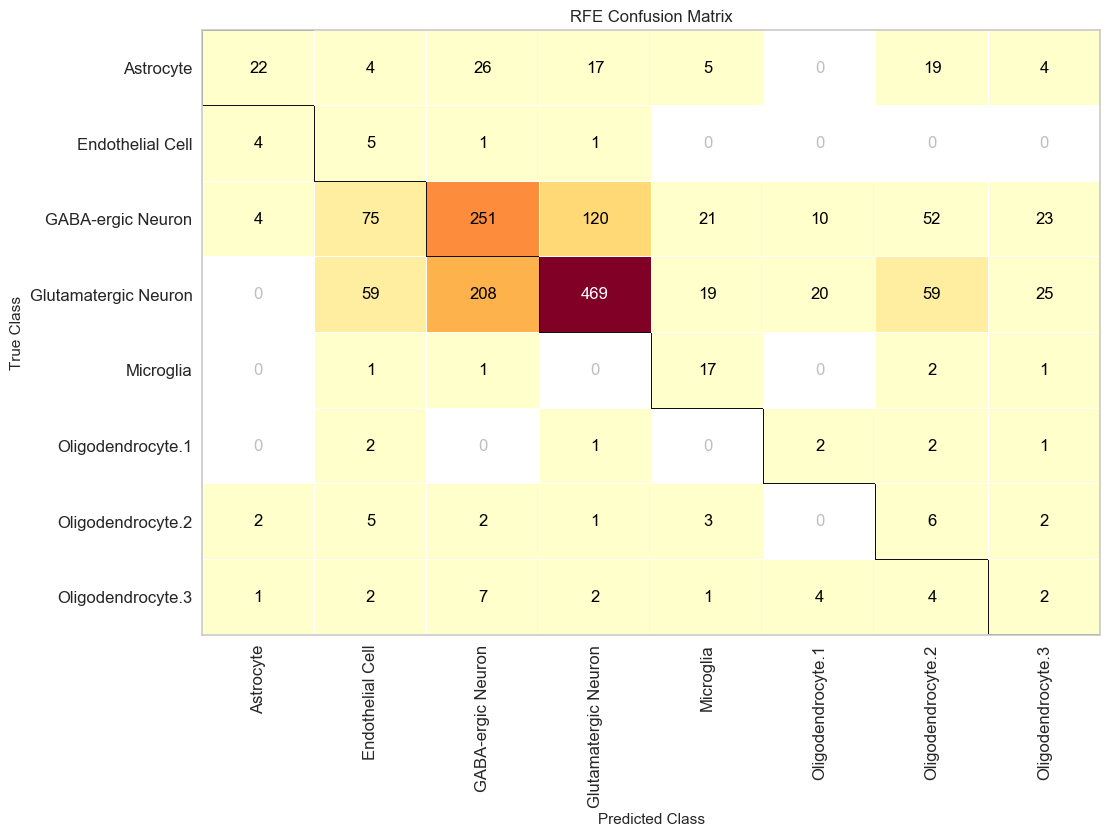 RFE Confusion Matrix
True Class
Astrocyte 22 4 26 17 5 0 19 4
Endothelial Cell 4 5 1 1 0 0 0 0
GABA-ergic Neuron 4 75 251 120 21 10 52 23
Glutamatergic Neuron 0 59 208 469 19 20 59 25
Microglia 0 1 1 0 17 0 2 1
Oligodendrocyte.1 0 2 0 1 0 2 2 1
Oligodendrocyte.2 2 5 2 1 3 0 6 2
Oligodendrocyte.3 1 2 7 2 1 4 4 2
Astrocyte
Endothelial Cell
GABA-ergic Neuron
Glutamatergic Neuron
Microglia
Oligodendrocyte.1
Oligodendrocyte.2
Oligodendrocyte.3
Predicted Class